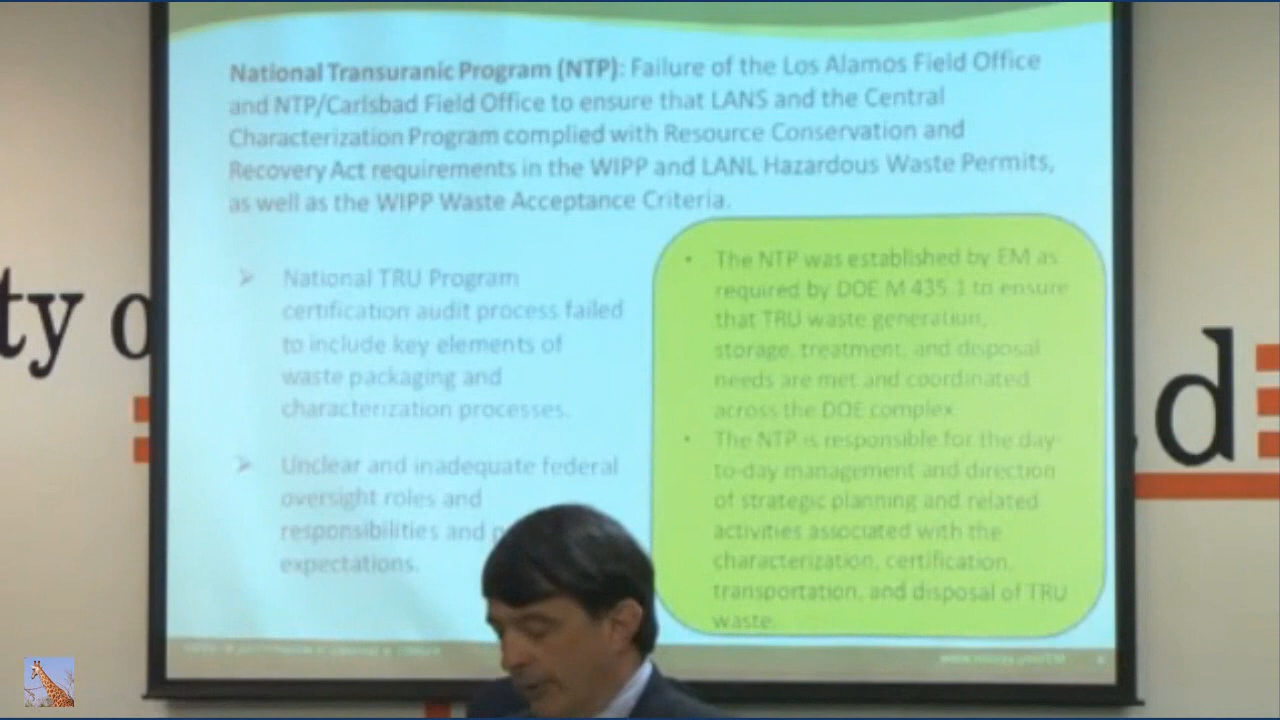 National Transuranic Program (NTP): Failure of the Los Alamos Field Office
and NTP/Carlsbad Field Office to ensure that LANS and the Central
Characterization Program complied with Resource Conservation and
Recovery Act requirements in the WIPP and LANL Hazardous Waste Permits,
as well as the WIPP Waste Acceptance Criteria.
➢ National TRU Program
certification audit process failed
to include key elements of
waste packaging and
characterization processes.
➢ Unclear and inadequate federal
oversight roles and
responsibilities and
expectations.
• The NTP was established by EM as
required by DOE M 435.1 to ensure
that TRU waste generation,
storage, treatment, and disposal
needs are met and coordinated
across the DOE complex
• The NTP is responsible for the day-
to-day management and direction
of strategic planning and related
activities associated with the
characterization, certification,
transportation, and disposal of TRU
waste.
ty o
d